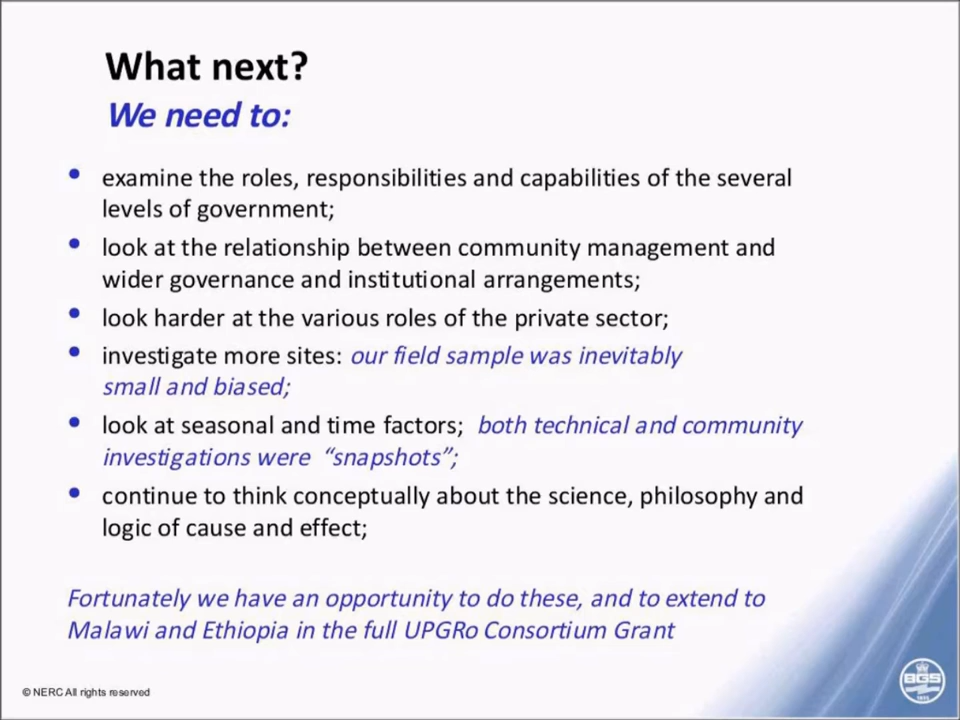 What next?
We need to:
• examine the roles, responsibilities and capabilities of the several
levels of government;
• look at the relationship between community management and
wider governance and institutional arrangements;
• look harder at the various roles of the private sector;
• investigate more sites: our field sample was inevitably
small and biased;
• look at seasonal and time factors; both technical and community
investigations were “snapshots”;
• continue to think conceptually about the science, philosophy and
logic of cause and effect;
Fortunately we have an opportunity to do these, and to extend to
Malawi and Ethiopia in the full UPGRo Consortium Grant
© NERC All rights reserved
BGS